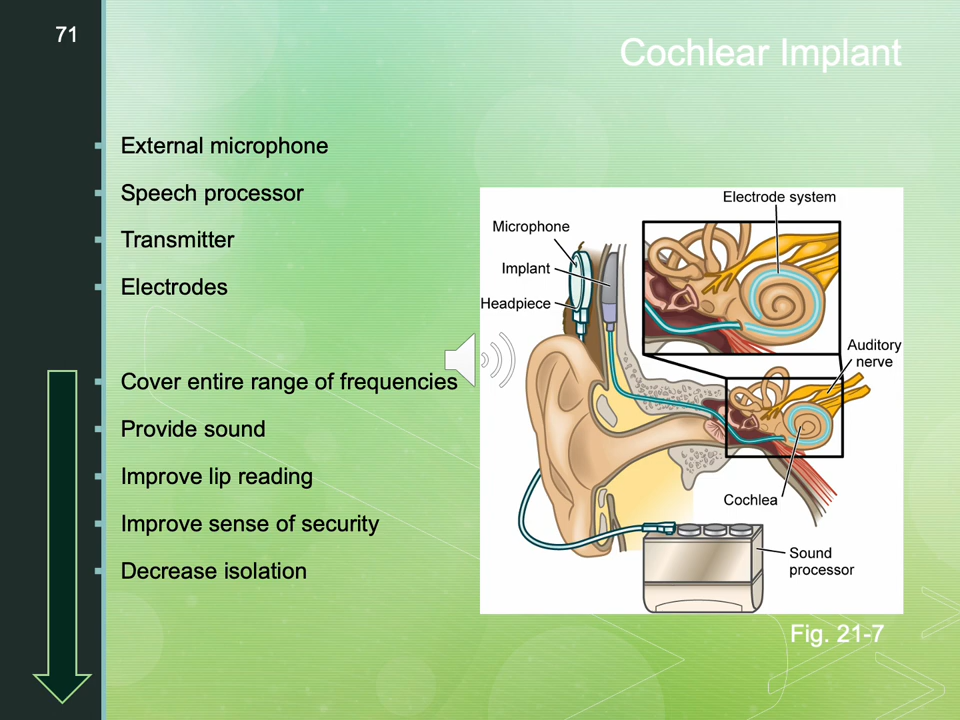 71
Cochlear Implant
External microphone
Speech processor
Transmitter
Electrodes
Cover entire range of frequencies
Provide sound
Improve lip reading
Improve sense of security
Decrease isolation
Electrode system
Microphone
Implant
Headpiece
Auditory
nerve
Cochlea
Sound
processor
Fig. 21-7